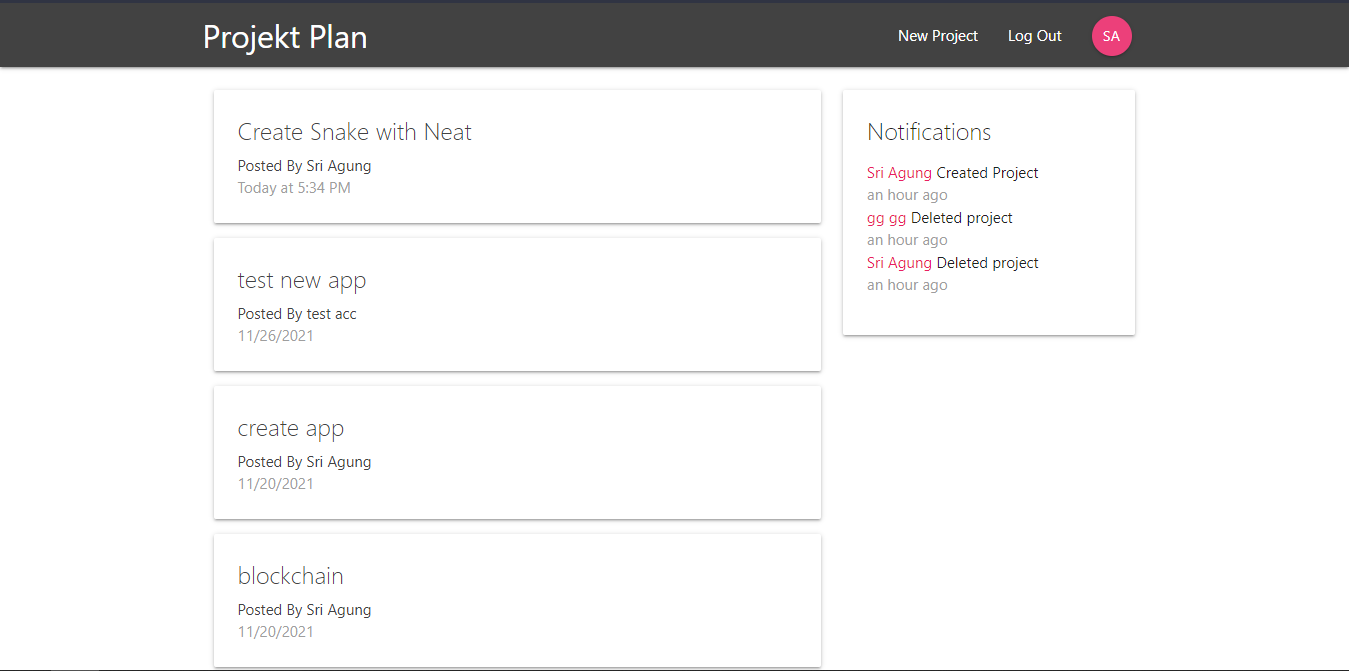 Projekt Plan
New Project
Log Out
SA
Create Snake with Neat
Posted By Sri Agung
Today at 5:34 PM
test new app
Posted By test acc
11/26/2021
create app
Posted By Sri Agung
11/20/2021
blockchain
Posted By Sri Agung
11/20/2021
Notifications
Sri Agung Created Project
an hour ago
gg gg Deleted project
an hour ago
Sri Agung Deleted project
an hour ago